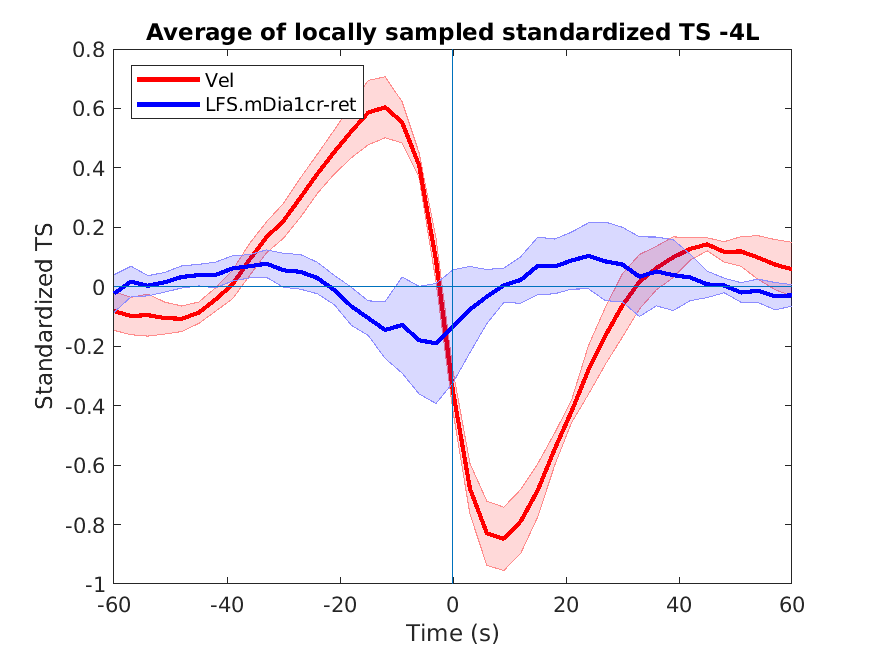 Average of locally sampled standardized TS -4L
Vel
LFS.mDia1cr-ret
Standardized TS
0.8
0.6
0.4
0.2
0
-0.2
-0.4
-0.6
-0.8
-1
-60 -40 -20 0 20 40 60
Time (s)